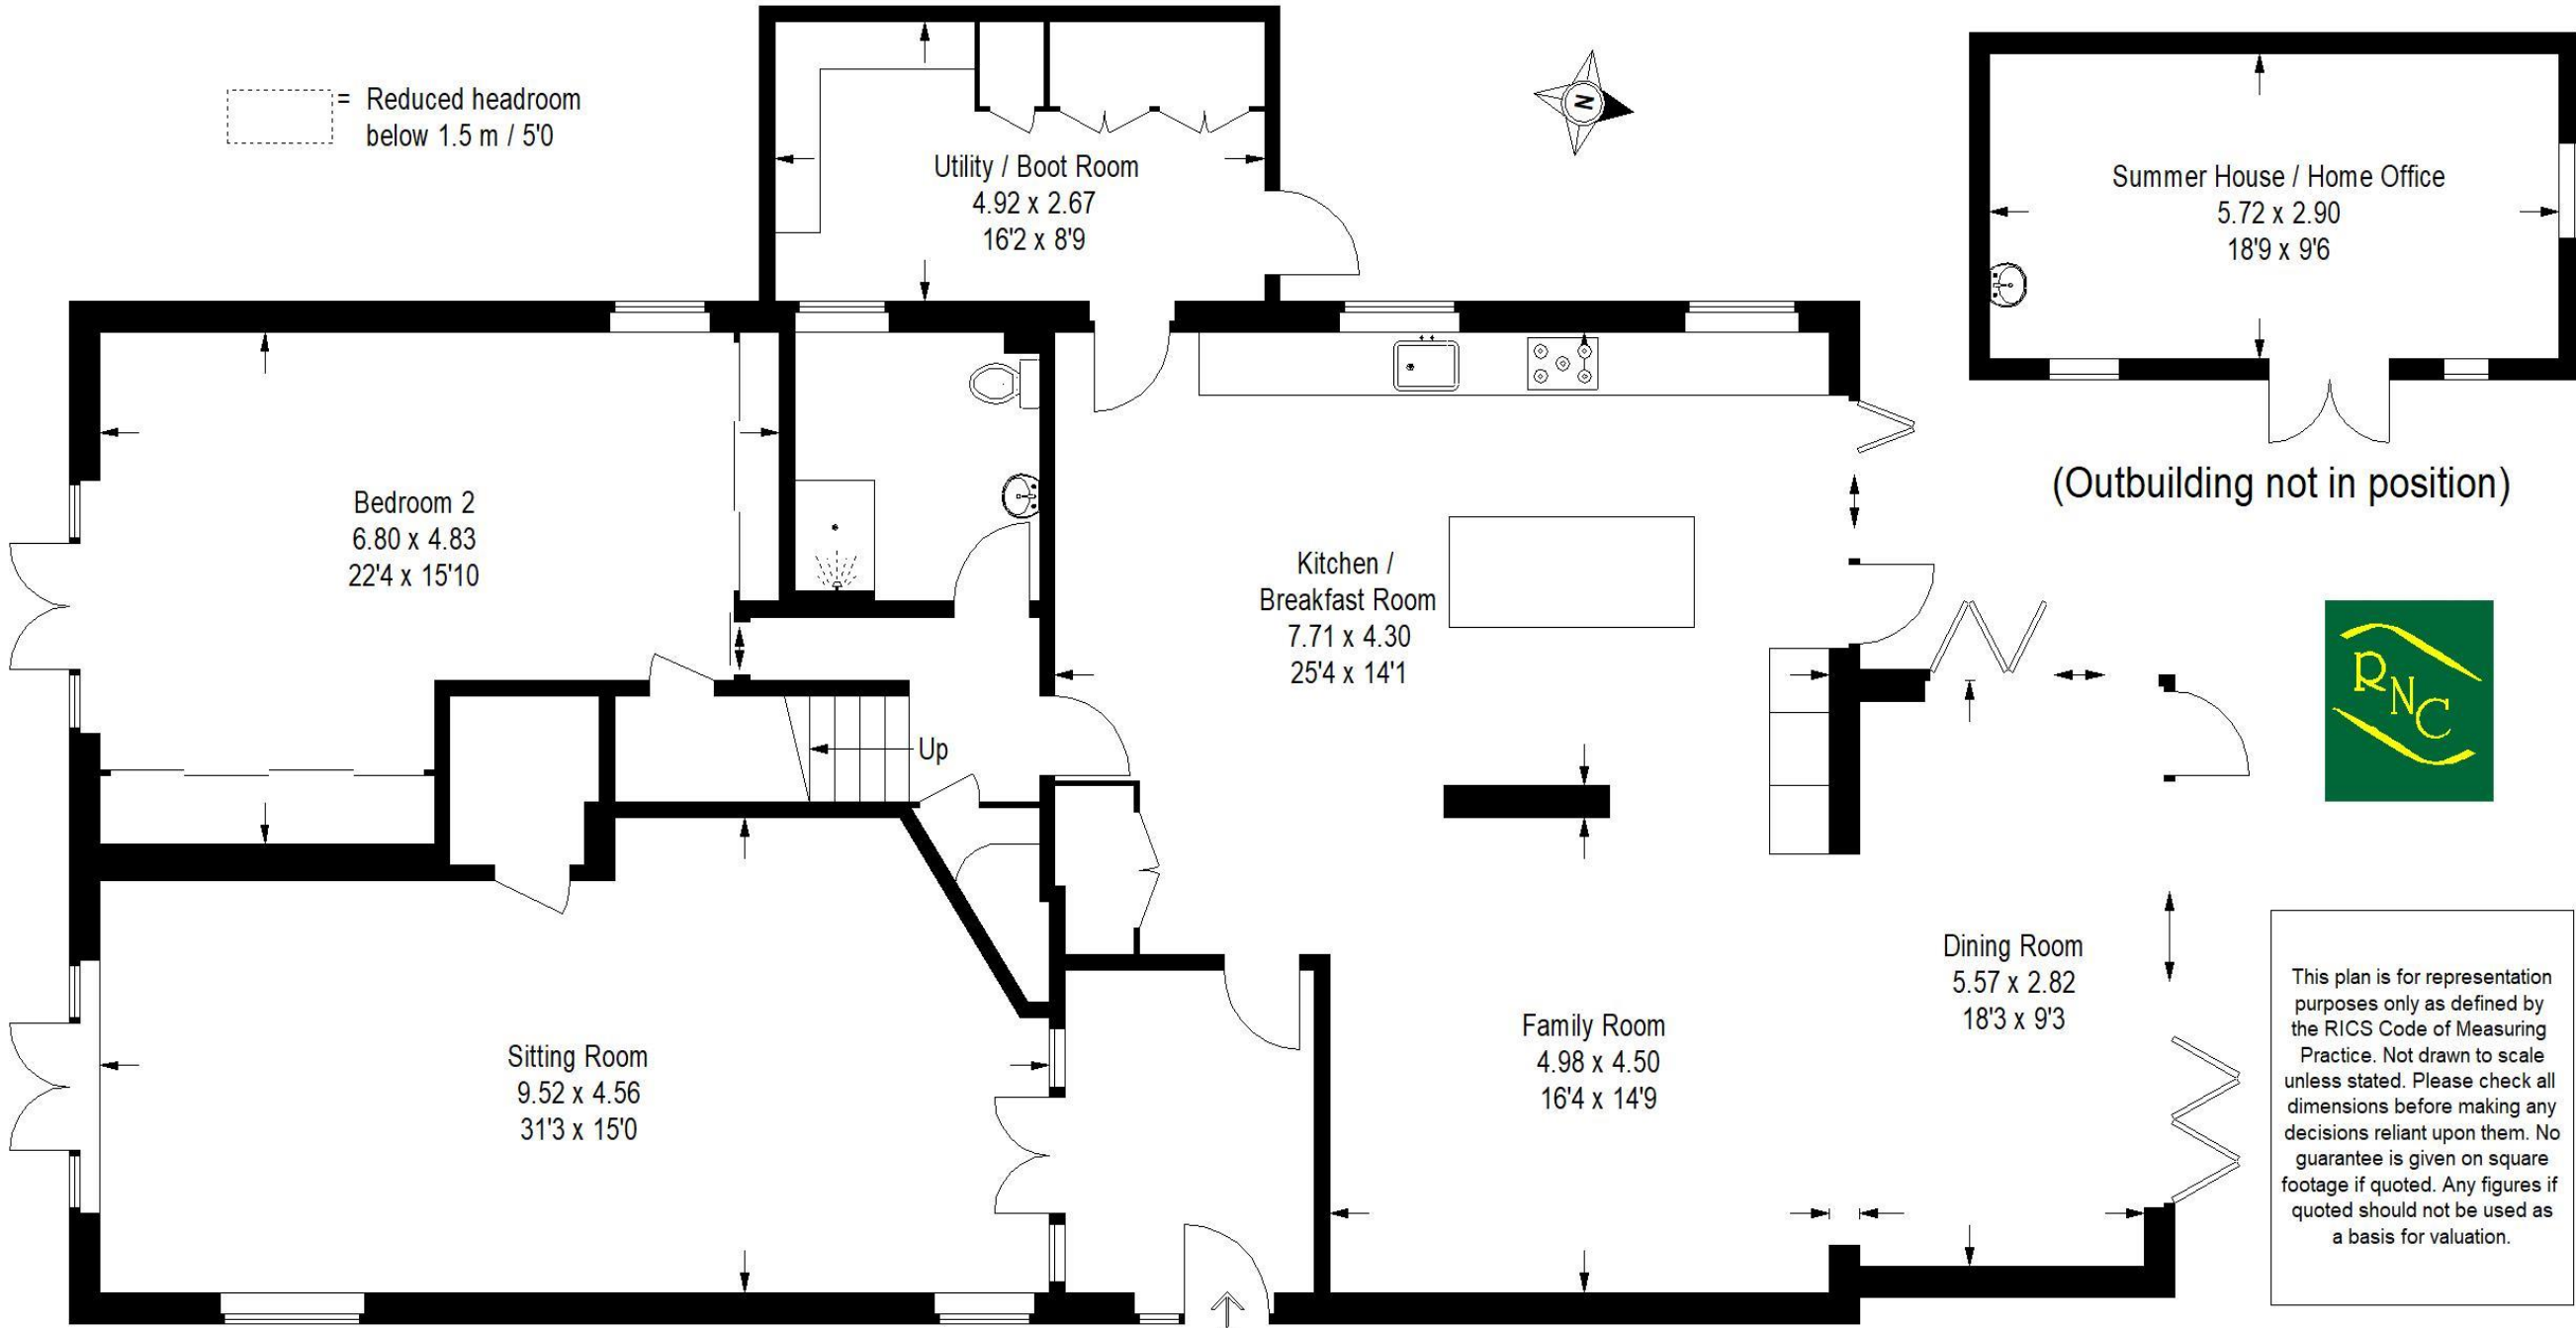 = Reduced headroom
below 1.5 m / 5'0
Utility / Boot Room
4.92 x 2.67
16'2 x 8'9
N
Summer House / Home Office
5.72 x 2.90
18'9 x 9'6
(Outbuilding not in position)
Bedroom 2
6.80 x 4.83
22'4 x 15'10
Kitchen /
Breakfast Room
7.71 x 4.30
25'4 x 14'1
Up
RNC
Sitting Room
9.52 x 4.56
31'3 x 15'0
Family Room
4.98 x 4.50
16'4 x 14'9
Dining Room
5.57 x 2.82
18'3 x 9'3
This plan is for representation
purposes only as defined by
the RICS Code of Measuring
Practice. Not drawn to scale
unless stated. Please check all
dimensions before making any
decisions reliant upon them. No
guarantee is given on square
footage if quoted. Any figures if
quoted should not be used as
a basis for valuation.